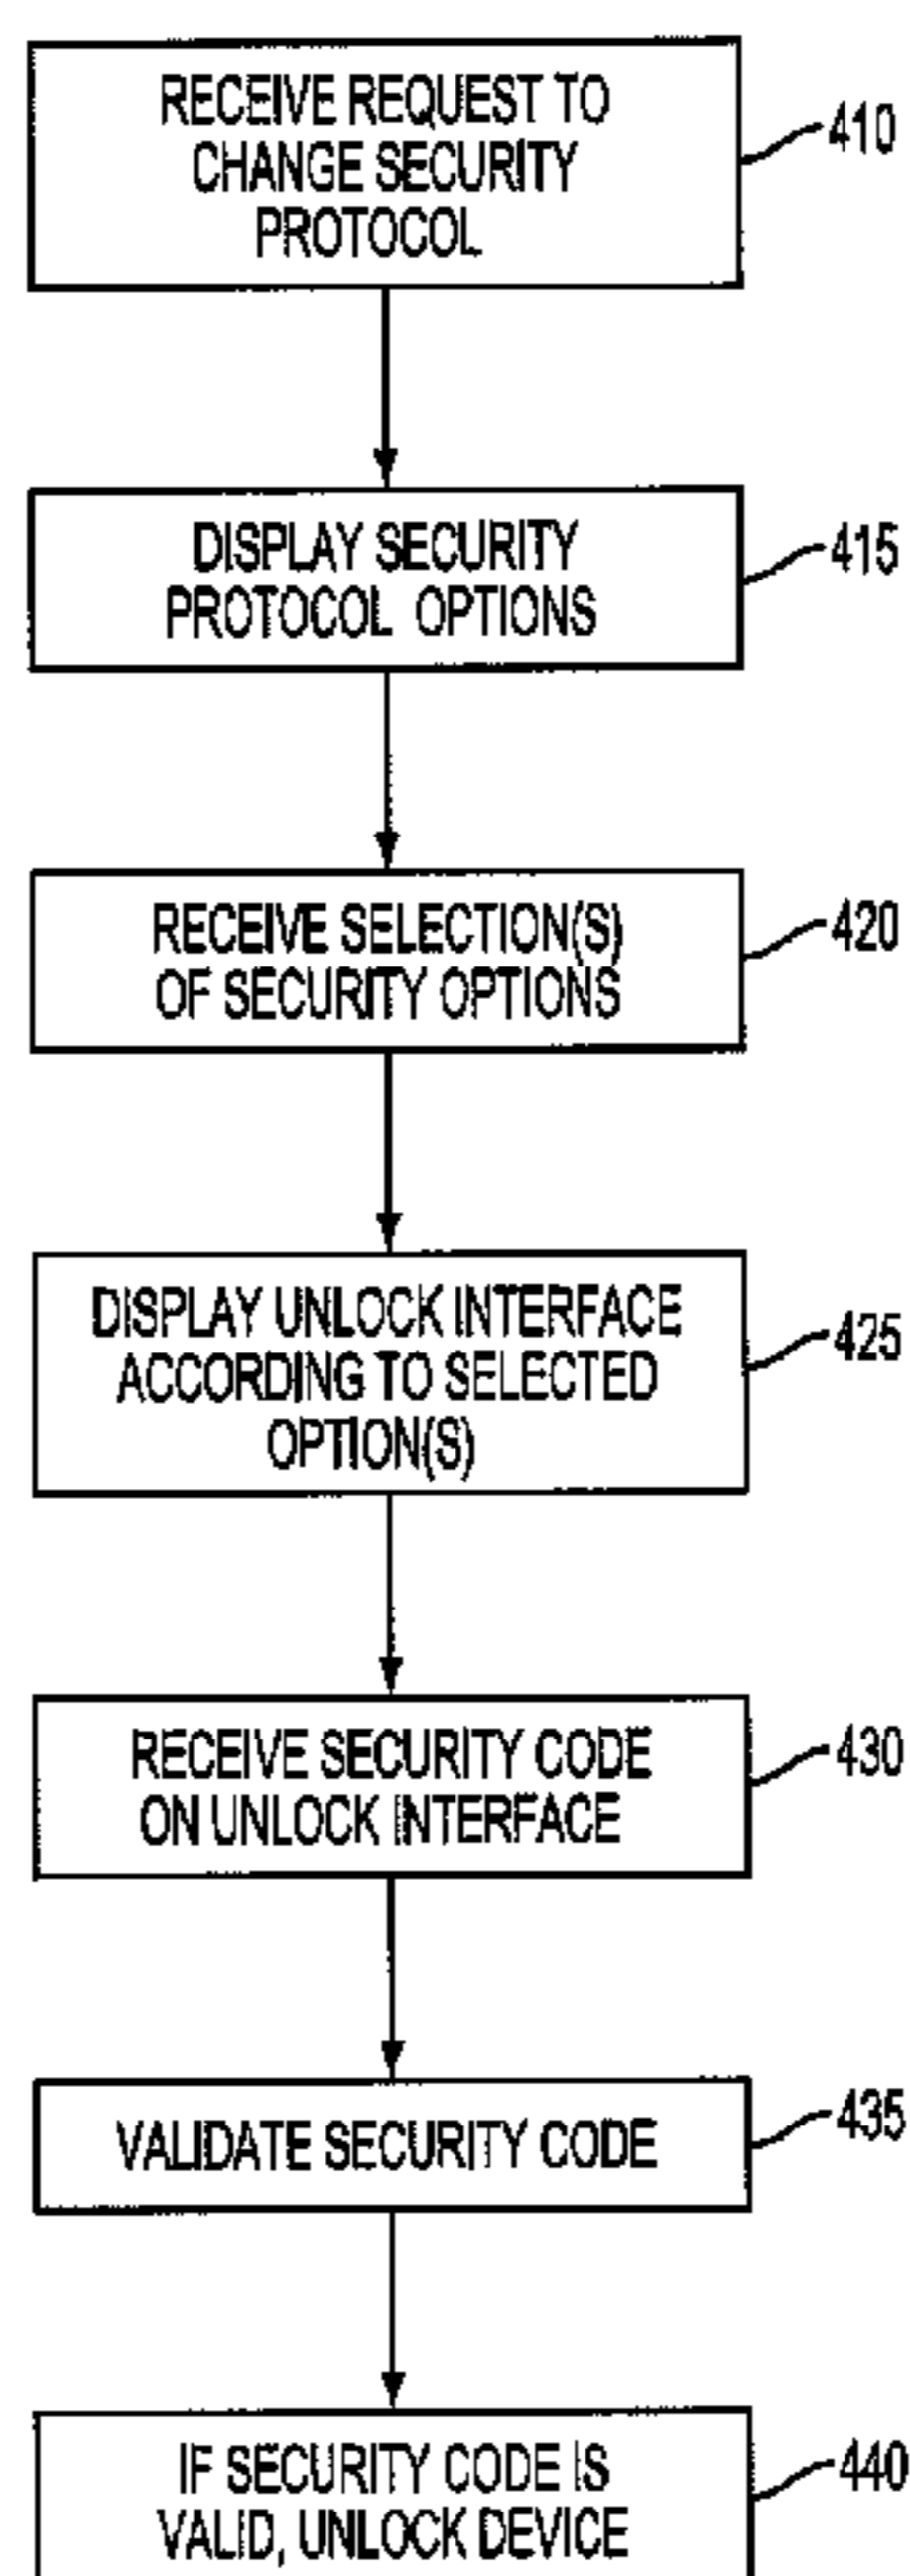 RECEIVE REQUEST TO
CHANGE SECURITY
PROTOCOL
410
DISPLAY SECURITY
PROTOCOL OPTIONS
415
RECEIVE SELECTION(S)
OF SECURITY OPTIONS
420
DISPLAY UNLOCK INTERFACE
ACCORDING TO SELECTED
OPTION(S)
425
RECEIVE SECURITY CODE
ON UNLOCK INTERFACE
430
VALIDATE SECURITY CODE
435
IF SECURITY CODE IS
VALID, UNLOCK DEVICE
440